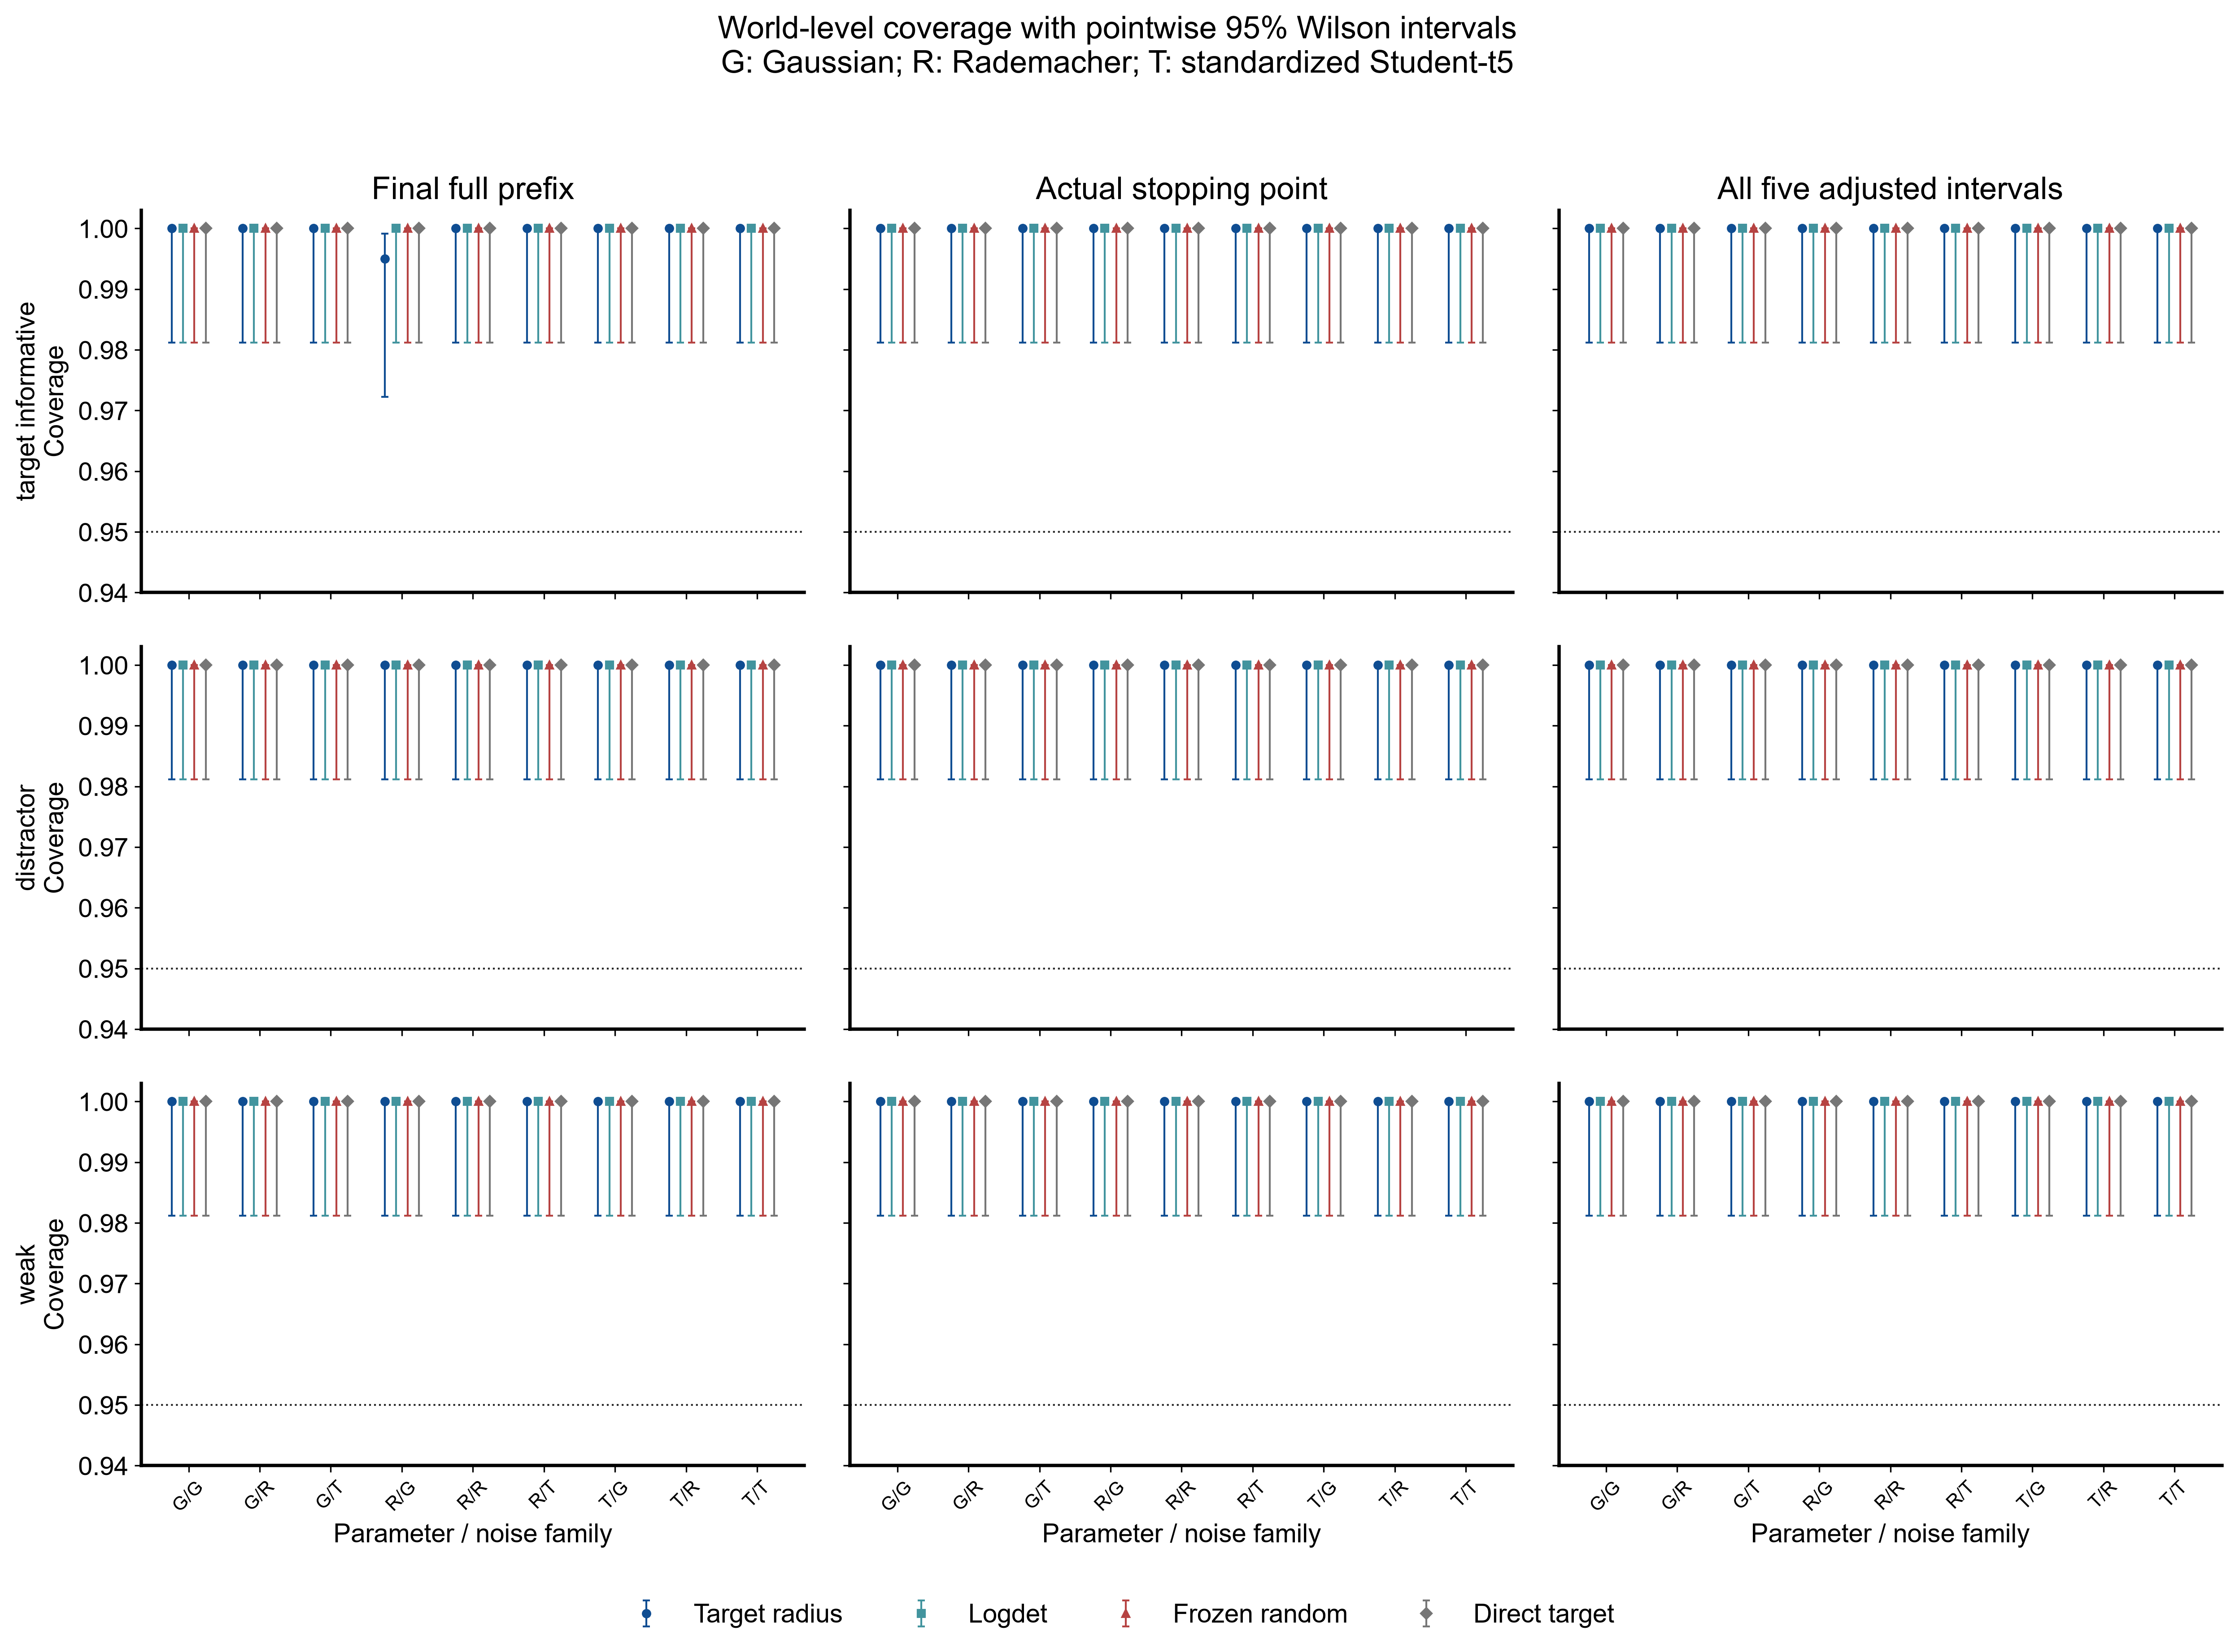 World-level coverage with pointwise 95% Wilson intervals
G: Gaussian; R: Rademacher; T: standardized Student-t5
Final full prefix
Actual stopping point
All five adjusted intervals
target informative
Coverage
1.00
0.99
0.98
0.97
0.96
0.95
0.94
distractor
Coverage
1.00
0.99
0.98
0.97
0.96
0.95
0.94
weak
Coverage
1.00
0.99
0.98
0.97
0.96
0.95
0.94
G/G G/R G/T R/G R/R R/T T/G T/R T/T
G/G G/R G/T R/G R/R R/T T/G T/R T/T
G/G G/R G/T R/G R/R R/T T/G T/R T/T
Parameter / noise family
Parameter / noise family
Parameter / noise family
Target radius
Logdet
Frozen random
Direct target